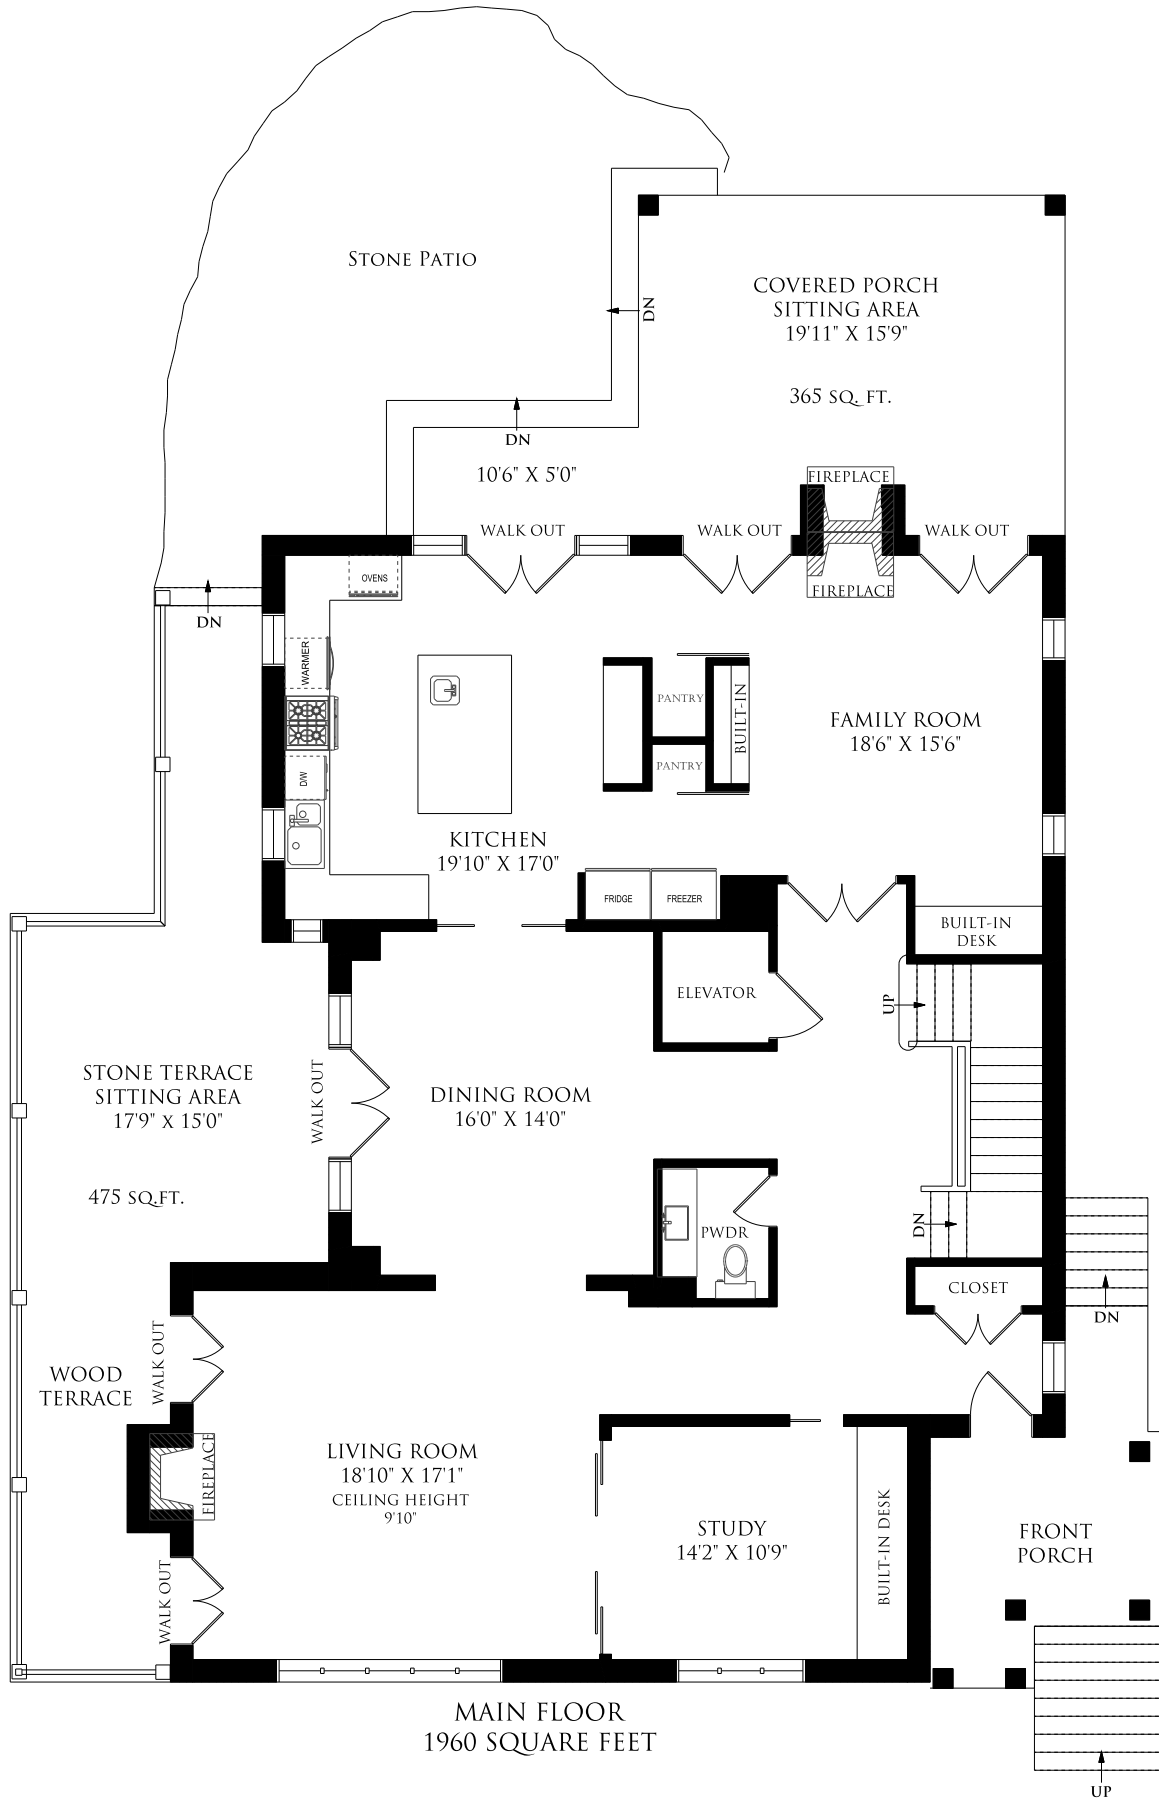 STONE PATIO
COVERED PORCH
SITTING AREA
19'11" X 15'9"
365 SQ. FT.
DN
DN
10'6" X 5'0"
FIREPLACE
WALK OUT
WALK OUT
WALK OUT
FIREPLACE
OVENS
DN
WARMER
PANTRY
BUILT-IN
FAMILY ROOM
18'6" X 15'6"
PANTRY
D/W
KITCHEN
19'10" X 17'0"
FRIDGE
FREEZER
BUILT-IN
DESK
ELEVATOR
UP
STONE TERRACE
SITTING AREA
17'9" X 15'0"
475 SQ.FT.
WALK OUT
DINING ROOM
16'0" X 14'0"
PWDR
DN
CLOSET
DN
WALK OUT
WOOD
TERRACE
FIREPLACE
LIVING ROOM
18'10" X 17'1"
CEILING HEIGHT
9'10"
STUDY
14'2" X 10'9"
BUILT-IN DESK
FRONT
PORCH
WALK OUT
MAIN FLOOR
1960 SQUARE FEET
UP